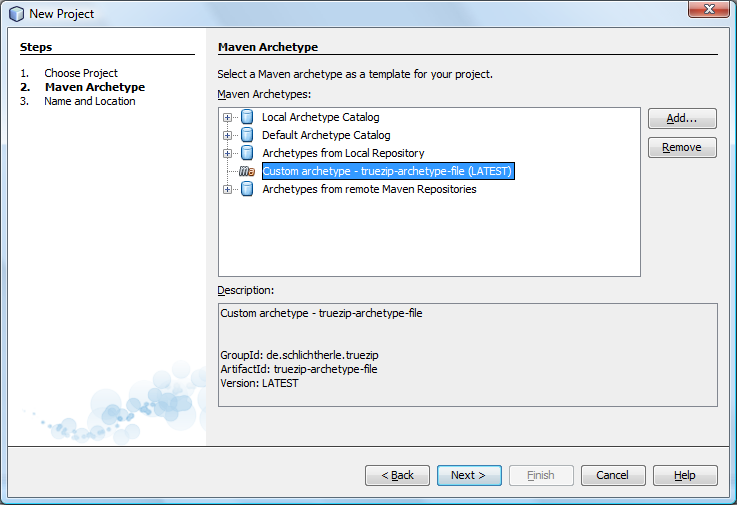 New Project
Steps
1. Choose Project
2. Maven Archetype
3. Name and Location
Maven Archetype
Select a Maven archetype as a template for your project.
Maven Archetypes:
Local Archetype Catalog
Default Archetype Catalog
Archetypes from Local Repository
Custom archetype - truezip-archetype-file (LATEST)
Archetypes from remote Maven Repositories
Add...
Remove
Description:
Custom archetype - truezip-archetype-file
GroupId: de.schlichtherle.truezip
ArtifactId: truezip-archetype-file
Version: LATEST
< Back Next > Finish Cancel Help